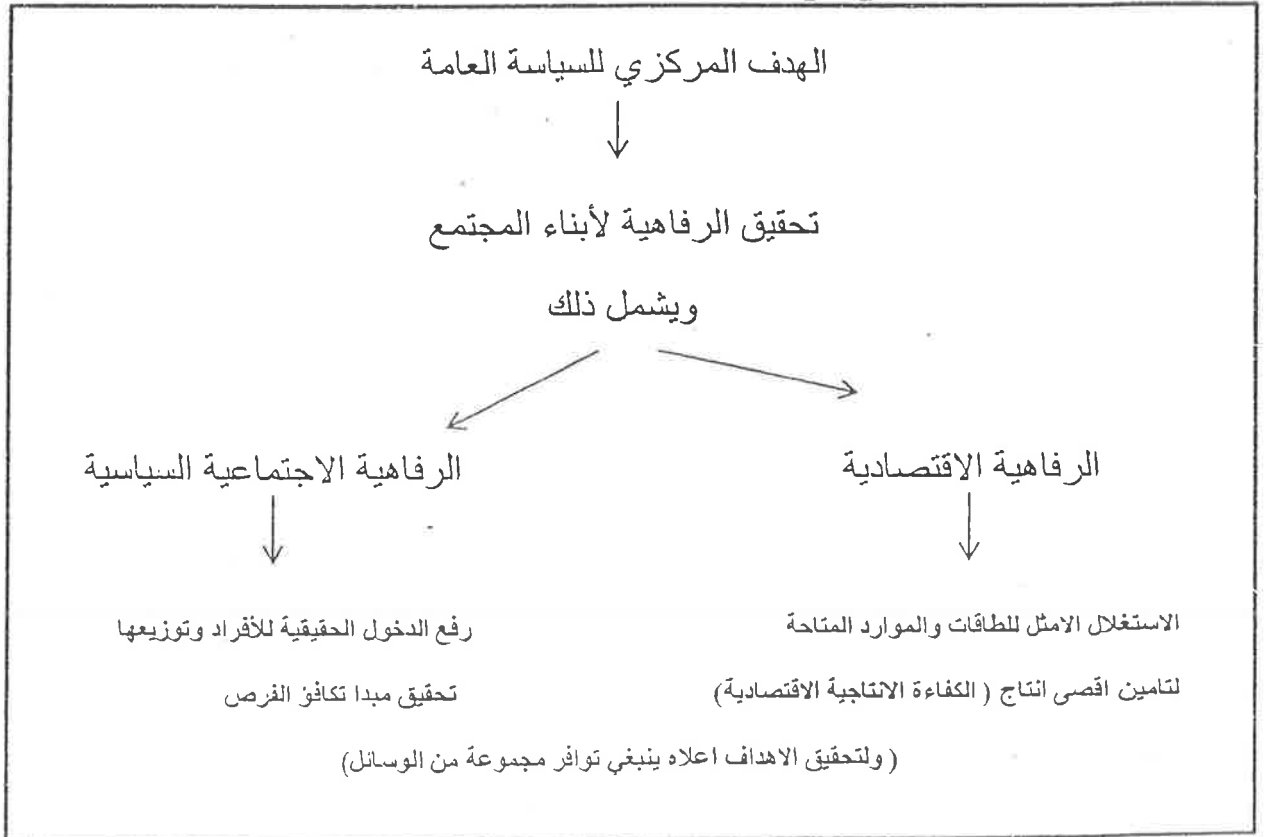 الهدف المركزي للسياسة العامة
تحقيق الرفاهية لأبناء المجتمع
ويشمل ذلك
الرفاهية الاقتصادية
الرفاهية الاجتماعية السياسية
الاستغلال الامثل للطاقات والموارد المتاحة
لتامين اقصى انتاج ( الكفاءة الانتاجية الاقتصادية)
رفع الدخول الحقيقية للأفراد وتوزيعها
تحقيق مبدا تكافؤ الفرص
( ولتحقيق الاهداف اعلاه ينبغي توافر مجموعة من الوسائل)